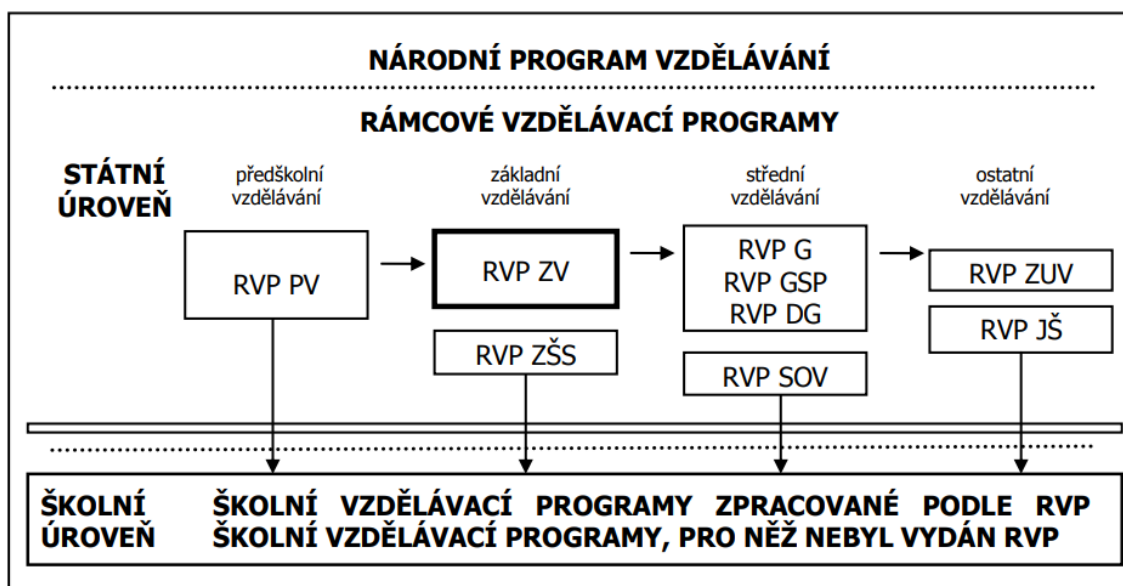 NÁRODNÍ PROGRAM VZDĚLÁVÁNÍ
RÁMCOVÉ VZDĚLÁVACÍ PROGRAMY
STÁTNÍ
ÚROVEŇ
předškolní
vzdělávání
základní
vzdělávání
střední
vzdělávání
ostatní
vzdělávání
RVP PV
RVP ZV
RVP ZŠS
RVP G
RVP GSP
RVP DG
RVP SOV
RVP ZUV
RVP JŠ
ŠKOLNÍ
ÚROVEŇ
ŠKOLNÍ VZDĚLÁVACÍ PROGRAMY ZPRACOVANÉ PODLE RVP
ŠKOLNÍ VZDĚLÁVACÍ PROGRAMY, PRO NĚŽ NEBYL VYDÁN RVP